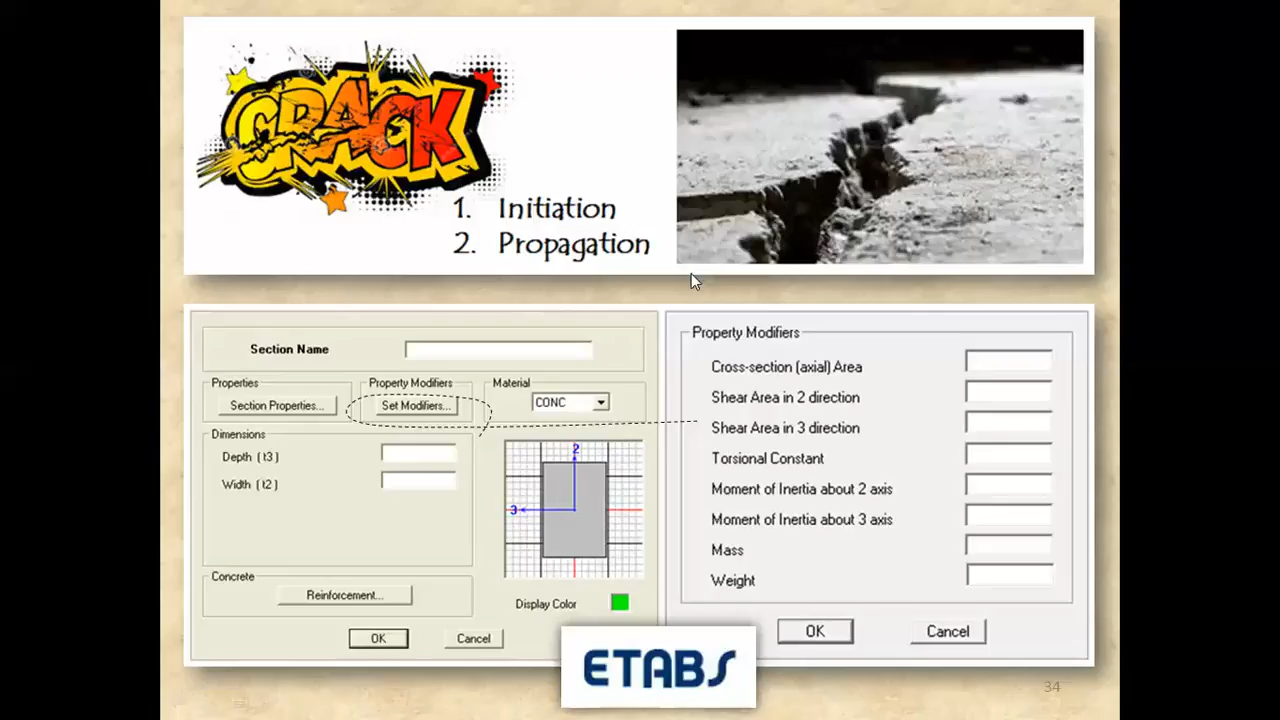 CRACK
1. Initiation
2. Propagation
Section Name
Properties
Section Properties...
Property Modifiers
Set Modifiers...
Material
CONC
Dimensions
Depth ( t3 )
Width ( t2 )
2
3
Concrete
Reinforcement...
Display Color
OK
Cancel
Property Modifiers
Cross-section (axial) Area
Shear Area in 2 direction
Shear Area in 3 direction
Torsional Constant
Moment of Inertia about 2 axis
Moment of Inertia about 3 axis
Mass
Weight
OK
Cancel
ETABS
34